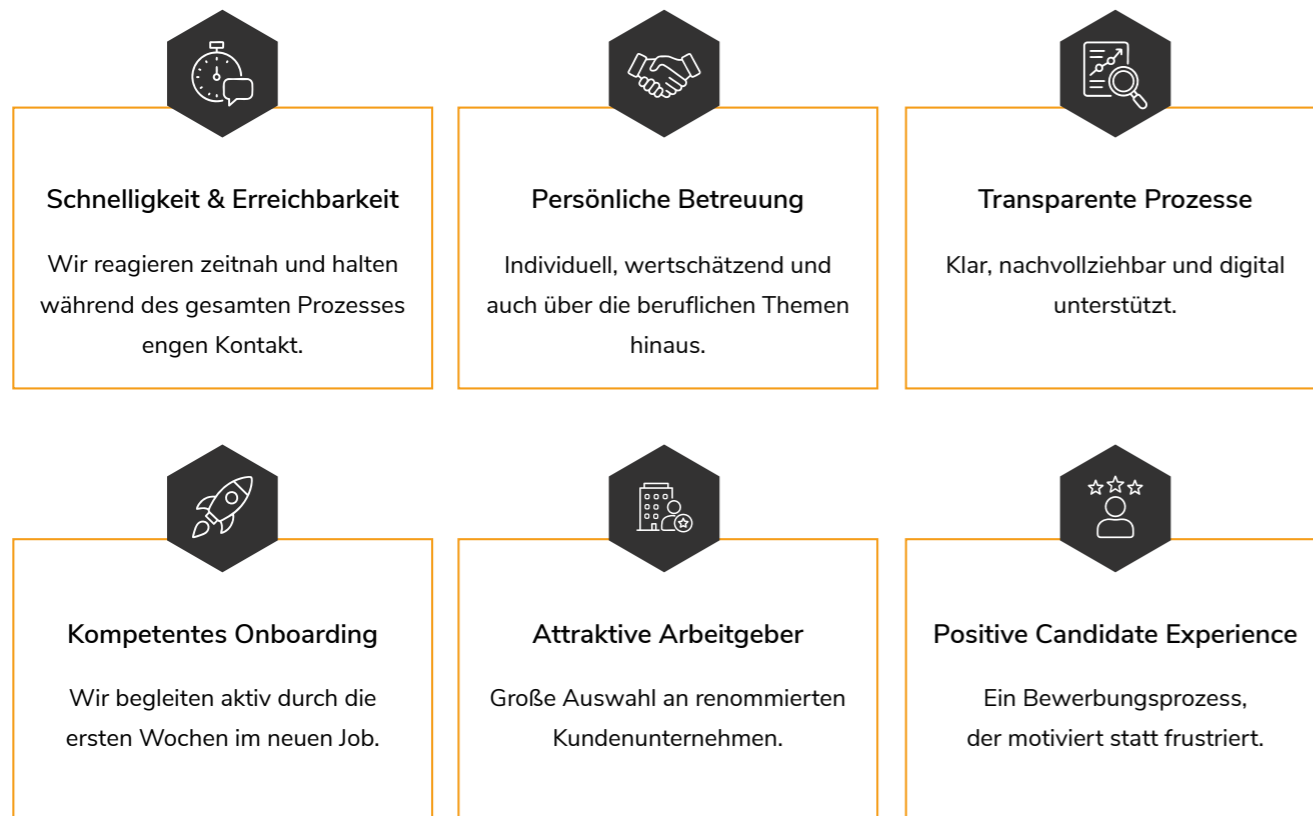 Schnelligkeit & Erreichbarkeit
Wir reagieren zeitnah und halten
während des gesamten Prozesses
engen Kontakt.
Persönliche Betreuung
Individuell, wertschätzend und
auch über die beruflichen Themen
hinaus.
Transparente Prozesse
Klar, nachvollziehbar und digital
unterstützt.
Kompetentes Onboarding
Wir begleiten aktiv durch die
ersten Wochen im neuen Job.
Attraktive Arbeitgeber
Große Auswahl an renommierten
Kundenunternehmen.
Positive Candidate Experience
Ein Bewerbungsprozess,
der motiviert statt frustriert.